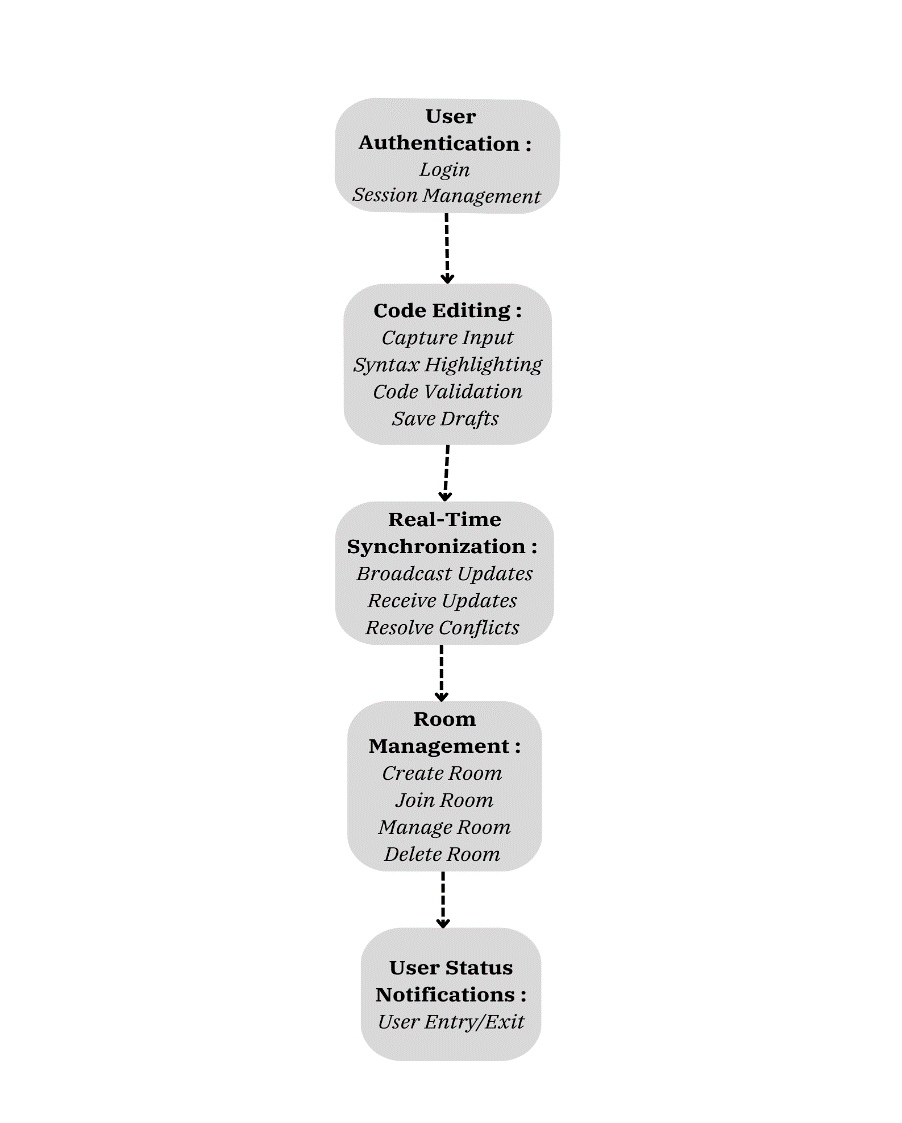 User
Authentication :
Login
Session Management
Code Editing :
Capture Input
Syntax Highlighting
Code Validation
Save Drafts
Real-Time
Synchronization :
Broadcast Updates
Receive Updates
Resolve Conflicts
Room
Management :
Create Room
Join Room
Manage Room
Delete Room
User Status
Notifications :
User Entry/Exit